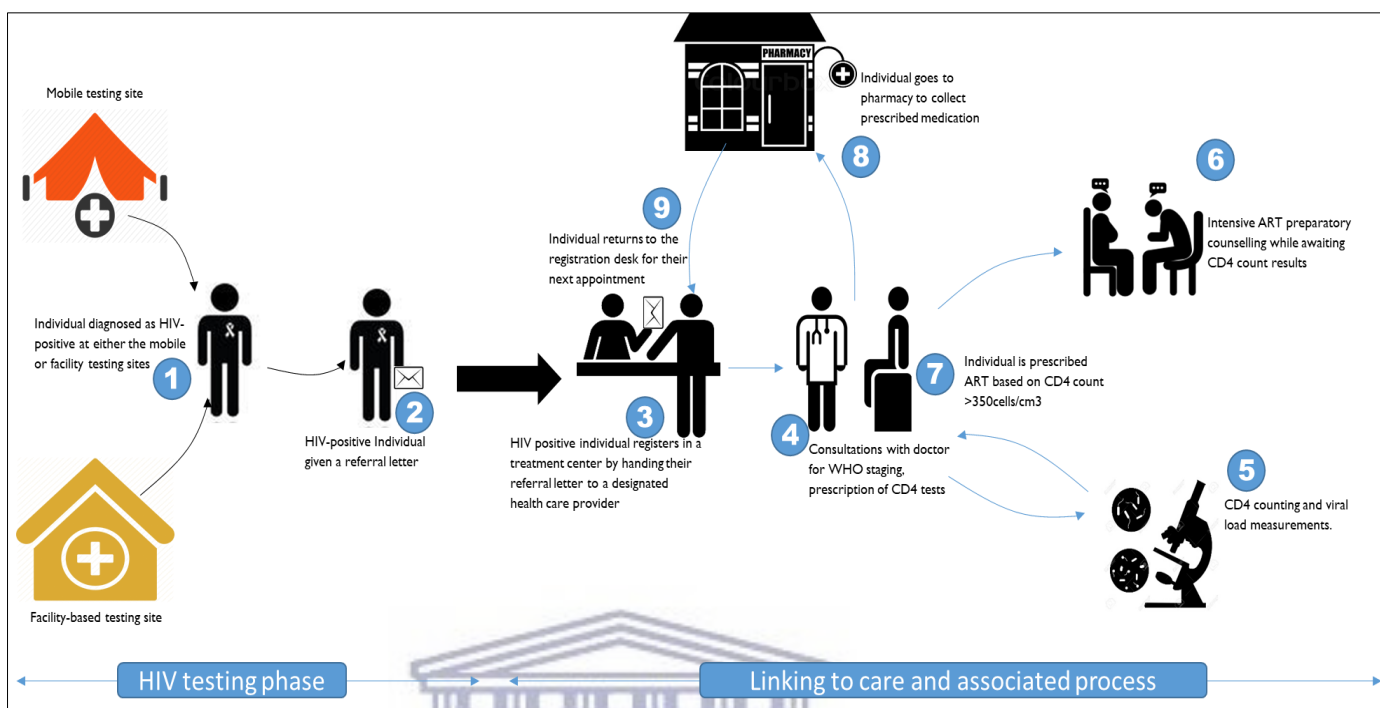 Mobile testing site
Individual diagnosed as HIV-
positive at either the mobile
or facility testing sites
1
Facility-based testing site
2
HIV-positive Individual
given a referral letter
3
HIV positive individual registers in a
treatment center by handing their
referral letter to a designated
health care provider
4
Consultations with doctor
for WHO staging,
prescription of CD4 tests
5
CD4 counting and viral
load measurements.
6
Intensive ART preparatory
counselling while awaiting
CD4 count results
7
Individual is prescribed
ART based on CD4 count
>350cells/cm3
PHARMACY
Individual goes to
pharmacy to collect
prescribed medication
8
9
Individual returns to the
registration desk for their
next appointment
HIV testing phase
Linking to care and associated process